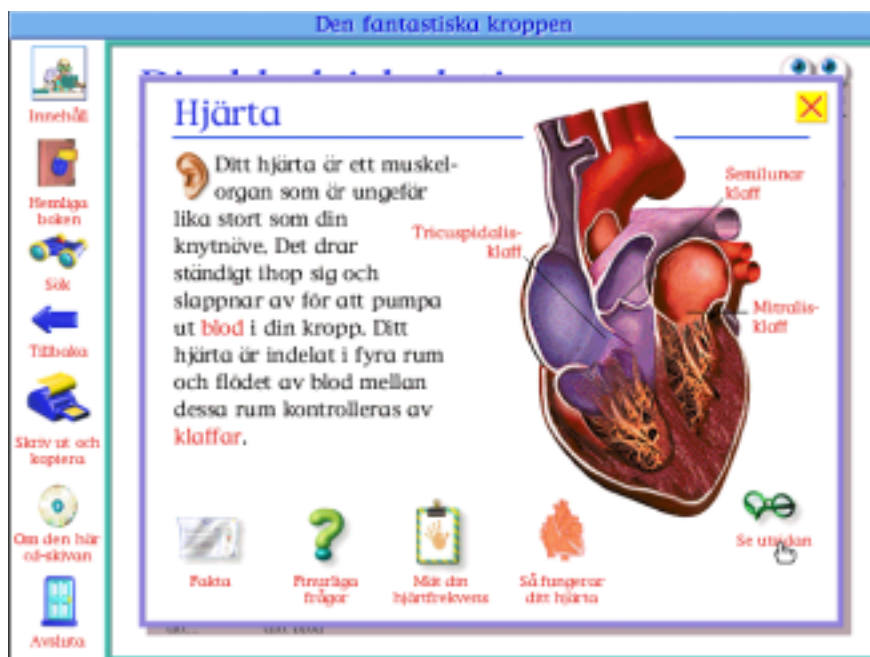 Den fantastiska kroppen
Innehåll
Hemliga
boken
Sök
Tillbaka
Skriv ut och
kopiera
Om den här
cd-skivan
Avsluta
Hjärta
Ditt hjärta är ett muskel-
organ som är ungefär
lika stort som din
knytnäve. Det drar
ständigt ihop sig och
slappnar av för att pumpa
ut blod i din kropp. Ditt
hjärta är indelat i fyra rum
och flödet av blod mellan
dessa rum kontrolleras av
klaffar.
Tricuspidalis-
klaff
Semilunar
klaff
Mitralis-
klaff
Fakta
Finurliga
frågor
Mät din
hjärtfrekvens
Så fungerar
ditt hjärta
Se